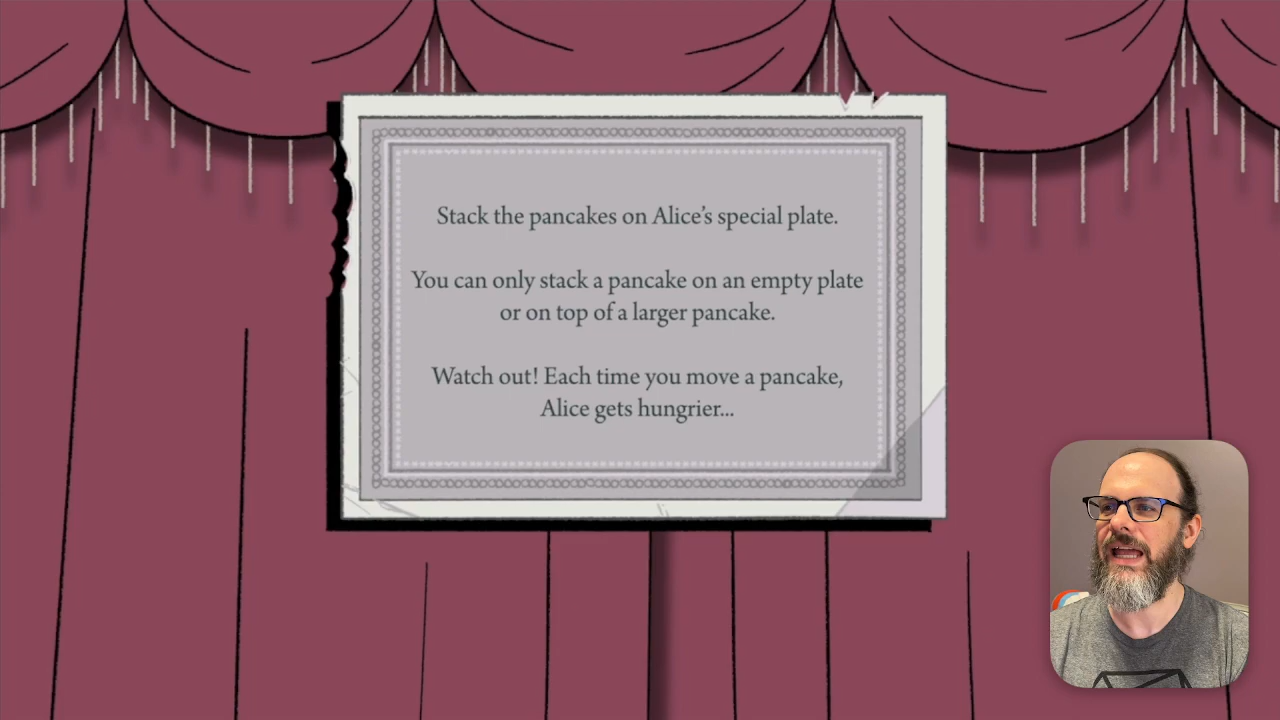 Stack the pancakes on Alice’s special plate.
You can only stack a pancake on an empty plate
or on top of a larger pancake.
Watch out! Each time you move a pancake,
Alice gets hungrier...